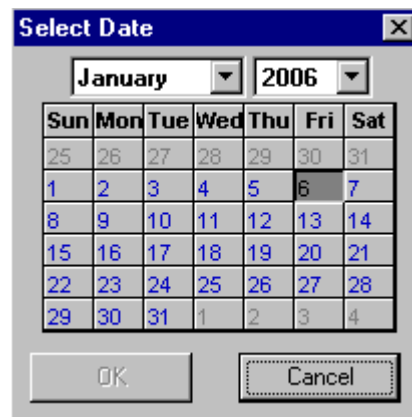 Select Date
January 2006
Sun Mon Tue Wed Thu Fri Sat
25 26 27 28 29 30 31
1 2 3 4 5 6 7
8 9 10 11 12 13 14
15 16 17 18 19 20 21
22 23 24 25 26 27 28
29 30 31 1 2 3 4
OK Cancel